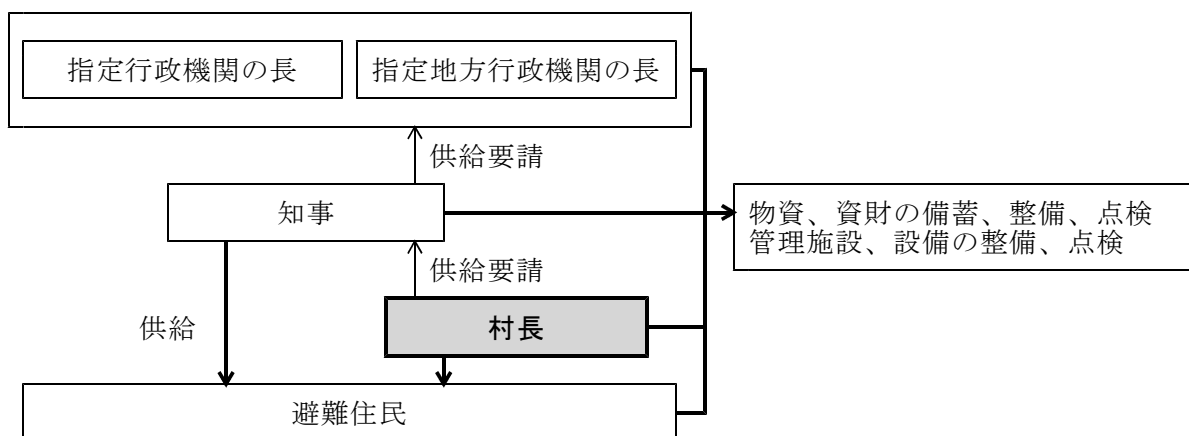 指定行政機関の長
指定地方行政機関の長
供給要請
知事
物資、資財の備蓄、整備、点検
管理施設、設備の整備、点検
供給要請
供給
村長
避難住民